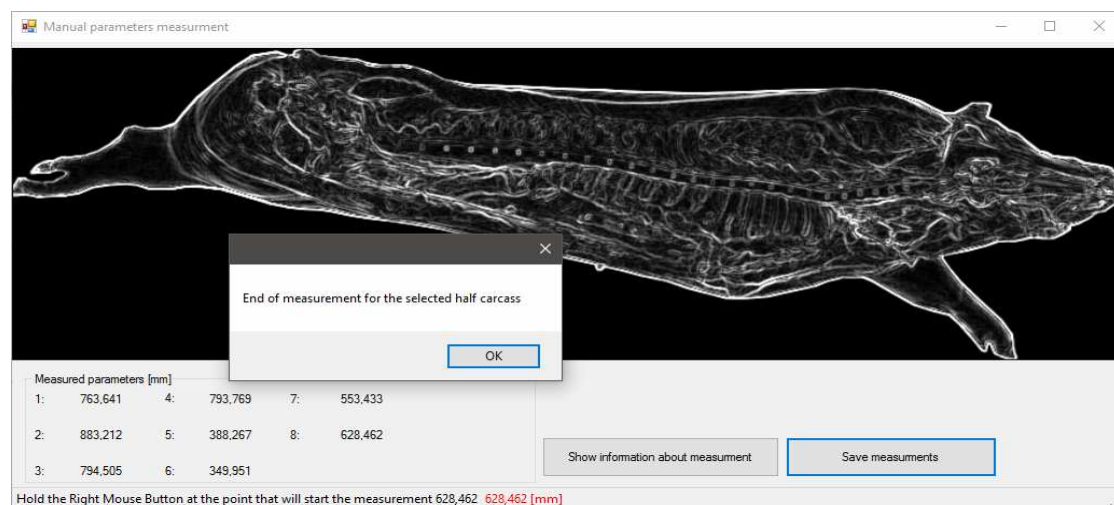 Manual parameters measurment
End of measurement for the selected half carcass
OK
Measured parameters [mm]
1: 763,641 4: 793,769 7: 553,433
2: 883,212 5: 388,267 8: 628,462
3: 794,505 6: 349,951
Show information about measurment
Save measurments
Hold the Right Mouse Button at the point that will start the measurement 628,462 628,462 [mm]